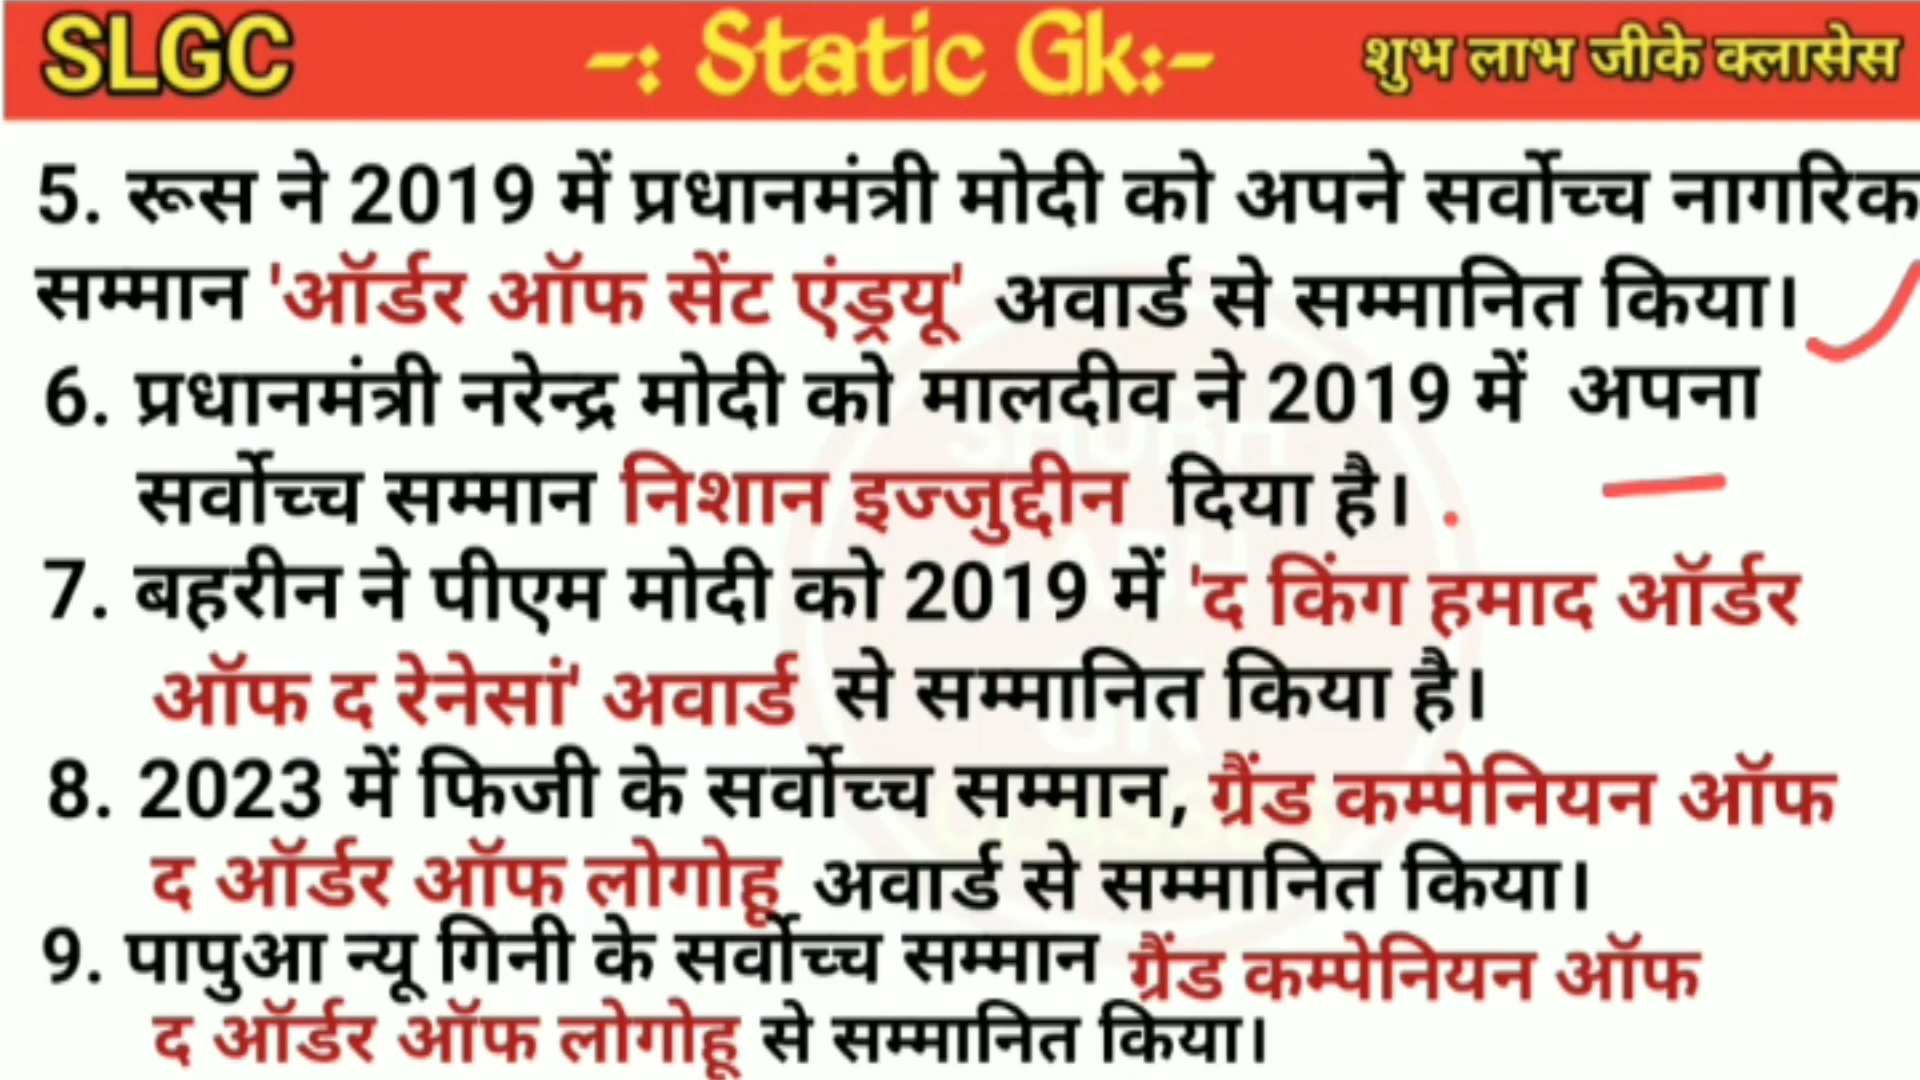 SLGC -: Static Gk:- शुभ लाभ जीके क्लासेस
5. रूस ने 2019 में प्रधानमंत्री मोदी को अपने सर्वोच्च नागरिक
सम्मान 'ऑर्डर ऑफ सेंट एंड्रयू' अवार्ड से सम्मानित किया।
6. प्रधानमंत्री नरेन्द्र मोदी को मालदीव ने 2019 में अपना
सर्वोच्च सम्मान निशान इज्जुद्दीन दिया है।
7. बहरीन ने पीएम मोदी को 2019 में 'द किंग हमाद ऑर्डर
ऑफ द रेनेसां' अवार्ड से सम्मानित किया है।
8. 2023 में फिजी के सर्वोच्च सम्मान, ग्रैंड कम्पेनियन ऑफ
द ऑर्डर ऑफ लोगोहू अवार्ड से सम्मानित किया।
9. पापुआ न्यू गिनी के सर्वोच्च सम्मान ग्रैंड कम्पेनियन ऑफ
द ऑर्डर ऑफ लोगोहू से सम्मानित किया।